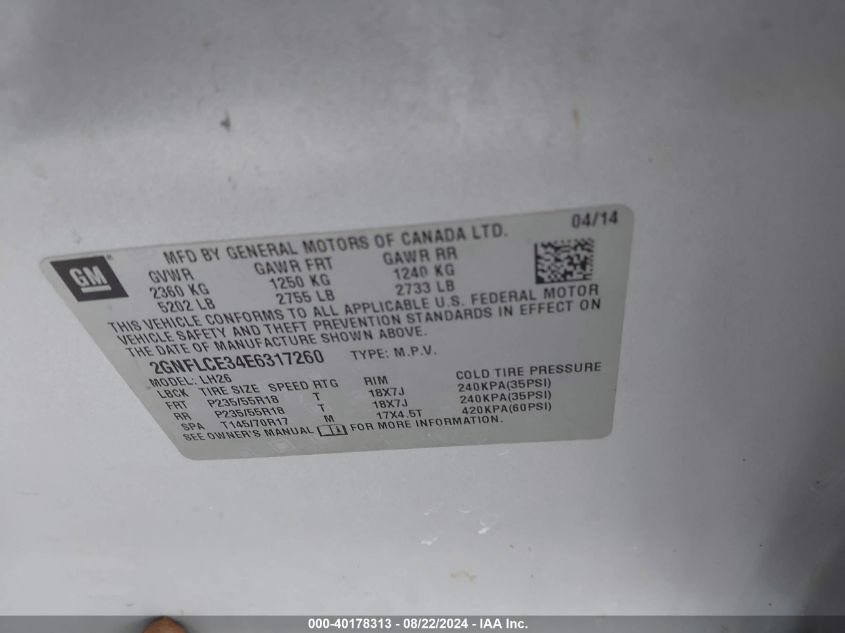 04/14
GM
MFD BY GENERAL MOTORS OF CANADA LTD.
GVWR GAWR FRT GAWR RR
2360 KG 1250 KG 1240 KG
5202 LB 2755 LB 2733 LB
THIS VEHICLE CONFORMS TO ALL APPLICABLE U.S. FEDERAL MOTOR
VEHICLE SAFETY AND THEFT PREVENTION STANDARDS IN EFFECT ON
THE DATE OF MANUFACTURE SHOWN ABOVE.
2GNFLCE34E6317260 TYPE: M.P.V.
MODEL: LH26
LBCK TIRE SIZE SPEED RTG RIM COLD TIRE PRESSURE
FRT P235/55R18 T 18X7J 240KPA(35PSI)
RR P235/55R18 T 18X7J 240KPA(35PSI)
SPA T145/70R17 M 17X4.5T 420KPA(60PSI)
SEE OWNER'S MANUAL FOR MORE INFORMATION.
000-40178313 - 08/22/2024 - IAA Inc.